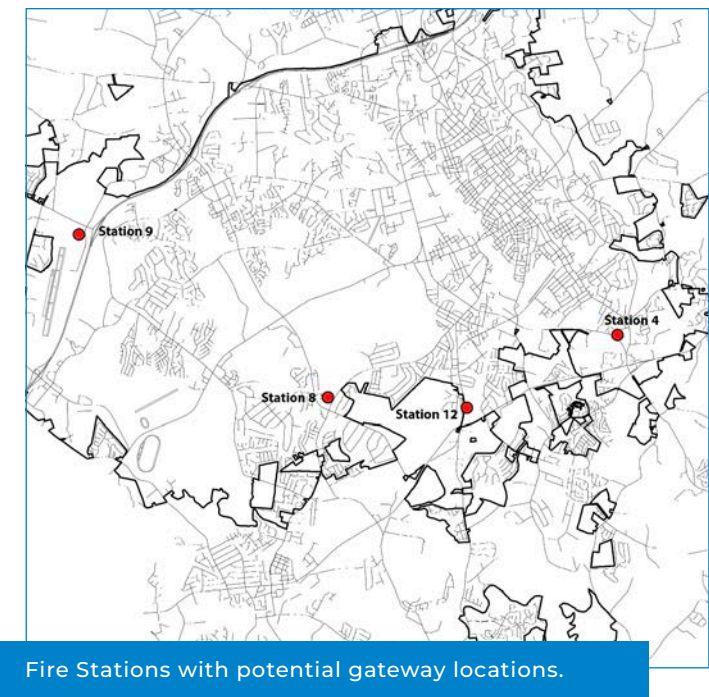 Station 9
Station 4
Station 8
Station 12
Fire Stations with potential gateway locations.